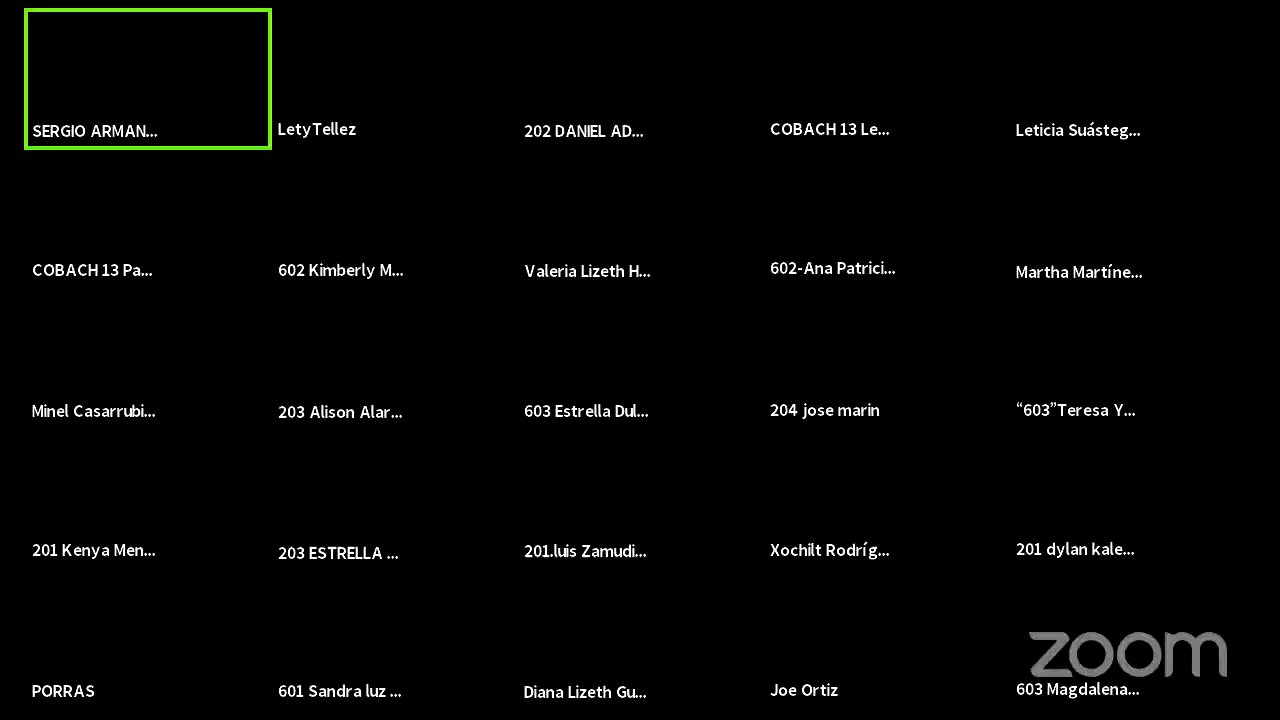 SERGIO ARMAN...
LetyTellez
202 DANIEL AD...
COBACH 13 Le...
Leticia Suásteg...
COBACH 13 Pa...
602 Kimberly M...
Valeria Lizeth H...
602-Ana Patrici...
Martha Martíne...
Minel Casarrubi...
203 Alison Alar...
603 Estrella Dul...
204 jose marin
“603”Teresa Y...
201 Kenya Men...
203 ESTRELLA ...
201.luis Zamudi...
Xochilt Rodríg...
201 dylan kale...
zoom
PORRAS
601 Sandra luz ...
Diana Lizeth Gu...
Joe Ortiz
603 Magdalena...